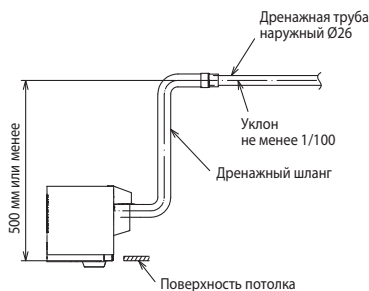 Дренажная труба
наружный Ø26
Уклон
не менее 1/100
Дренажный шланг
500 мм или менее
Поверхность потолка